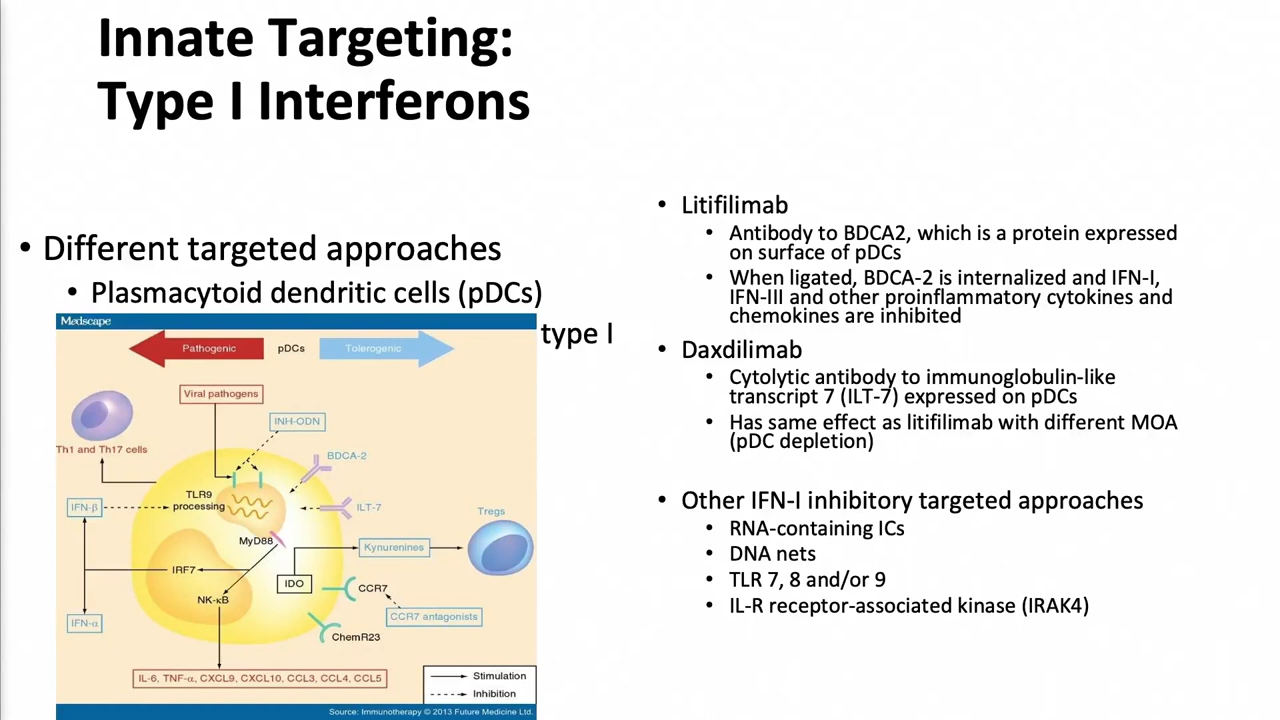 Innate Targeting:
Type I Interferons
• Different targeted approaches
• Plasmacytoid dendritic cells (pDCs)
type I
Medscape
Pathogenic
pDCs
Tolerogenic
Viral pathogens
INH-ODN
Th1 and Th17 cells
BDCA-2
TLR9
processing
IFN-β
ILT-7
Tregs
MyD88
Kynurenines
IRF7
IDO
CCR7
NK-κB
CCR7 antagonists
IFN-α
ChemR23
IL-6, TNF-α, CXCL9, CXCL10, CCL3, CCL4, CCL5
Stimulation
Inhibition
Source: Immunotherapy © 2013 Future Medicine Ltd.
• Litifilimab
• Antibody to BDCA2, which is a protein expressed
on surface of pDCs
• When ligated, BDCA-2 is internalized and IFN-I,
IFN-III and other proinflammatory cytokines and
chemokines are inhibited
• Daxdilimab
• Cytolytic antibody to immunoglobulin-like
transcript 7 (ILT-7) expressed on pDCs
• Has same effect as litifilimab with different MOA
(pDC depletion)
• Other IFN-I inhibitory targeted approaches
• RNA-containing ICs
• DNA nets
• TLR 7, 8 and/or 9
• IL-R receptor-associated kinase (IRAK4)